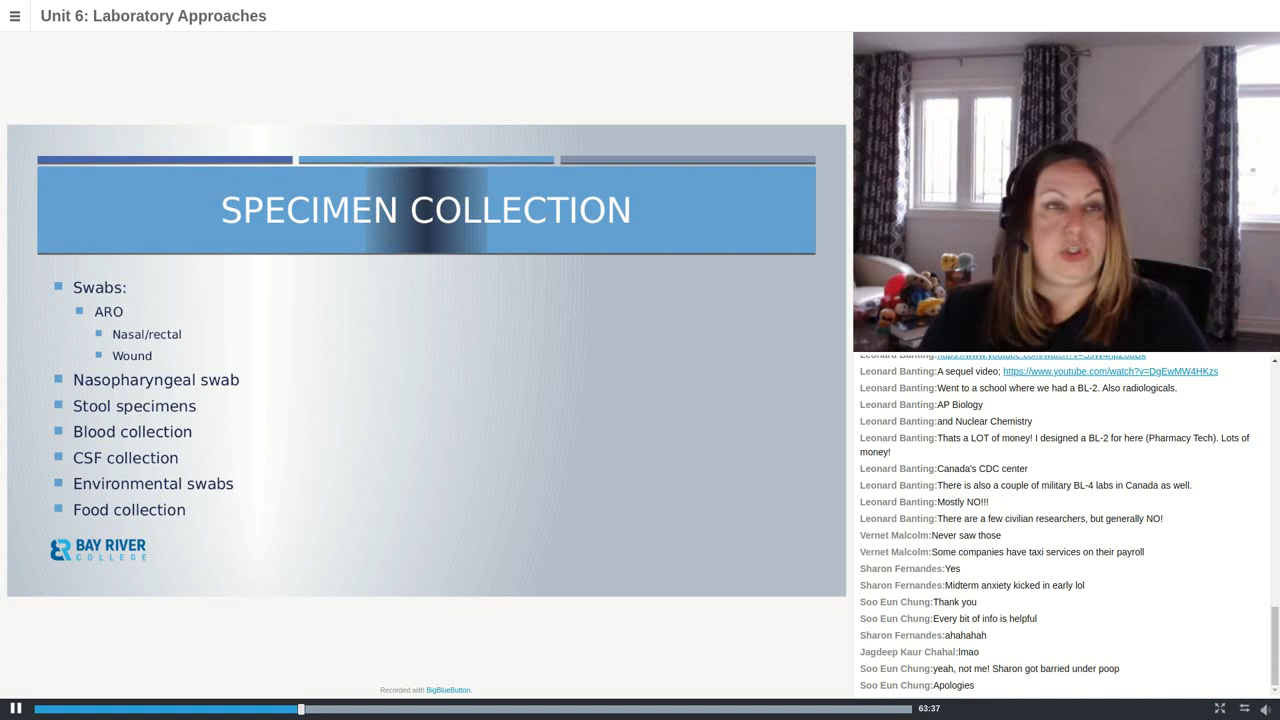 Unit 6: Laboratory Approaches
SPECIMEN COLLECTION
Swabs:
ARO
Nasal/rectal
Wound
Nasopharyngeal swab
Stool specimens
Blood collection
CSF collection
Environmental swabs
Food collection
BAY RIVER
COLLEGE
Recorded with BigBlueButton.
Leonard Banting:
Leonard Banting:A sequel video; https://www.youtube.com/watch?v=DgEwMW4HKzs
Leonard Banting:Went to a school where we had a BL-2. Also radiologicals.
Leonard Banting:AP Biology
Leonard Banting:and Nuclear Chemistry
Leonard Banting:Thats a LOT of money! I designed a BL-2 for here (Pharmacy Tech). Lots of
money!
Leonard Banting:Canada's CDC center
Leonard Banting:There is also a couple of military BL-4 labs in Canada as well.
Leonard Banting:Mostly NO!!!
Leonard Banting:There are a few civilian researchers, but generally NO!
Vernet Malcolm:Never saw those
Vernet Malcolm:Some companies have taxi services on their payroll
Sharon Fernandes:Yes
Sharon Fernandes:Midterm anxiety kicked in early lol
Soo Eun Chung:Thank you
Soo Eun Chung:Every bit of info is helpful
Sharon Fernandes:ahahahah
Jagdeep Kaur Chahal:lmao
Soo Eun Chung:yeah, not me! Sharon got barried under poop
Soo Eun Chung:Apologies
63:37